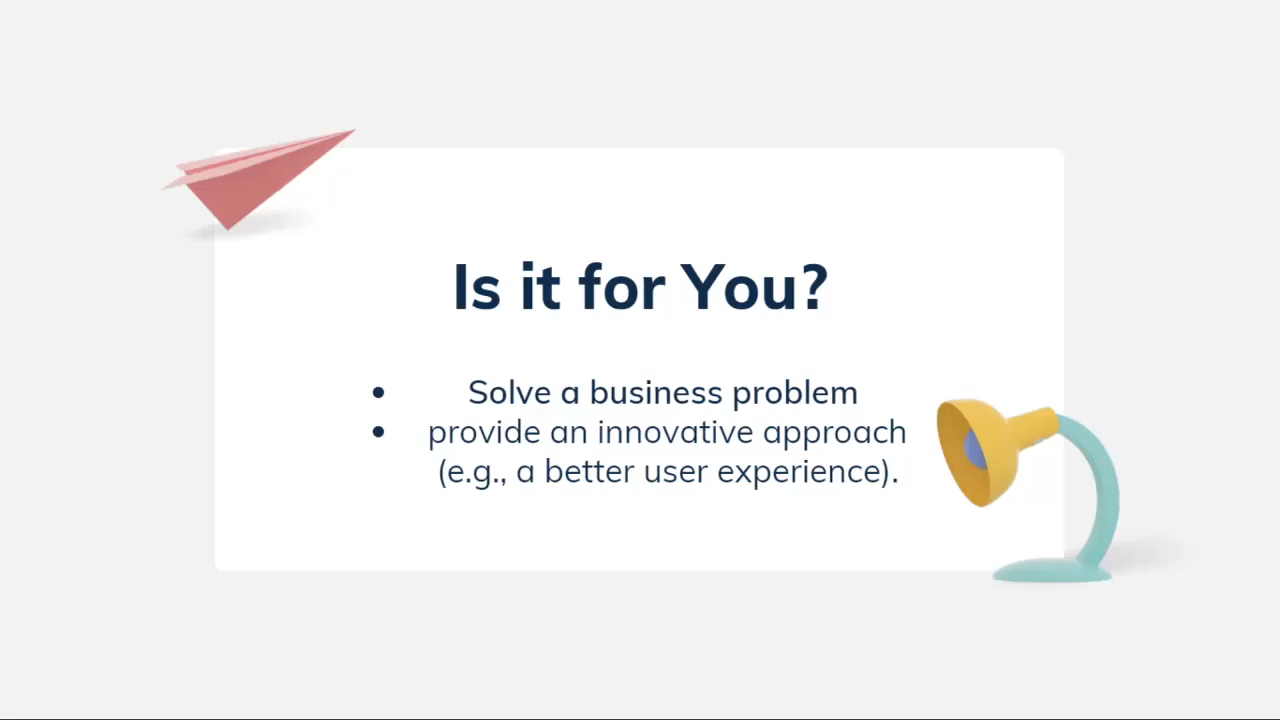 Is it for You?
• Solve a business problem
• provide an innovative approach
(e.g., a better user experience).